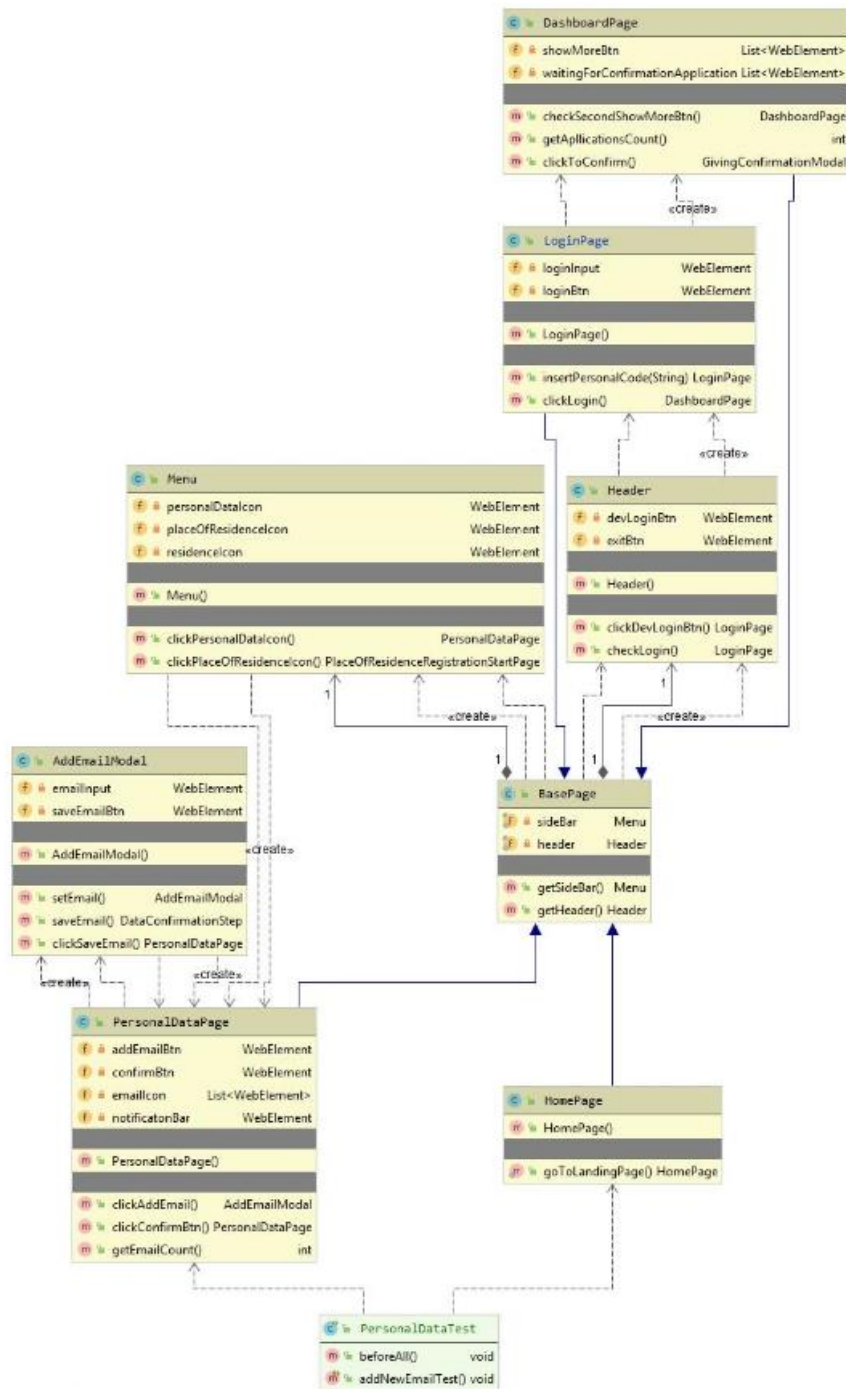 DashboardPage
showMoreBtn List<WebElement>
waitingForConfirmationApplication List<WebElement>
checkSecondShowMoreBtn() DashboardPage
getApllicationsCount() int
clickToConfirm() GivingConfirmationModal
«create»
LoginPage
loginInput WebElement
loginBtn WebElement
LoginPage()
insertPersonalCode(String) LoginPage
clickLogin() DashboardPage
«create»
Menu
personalDataIcon WebElement
placeOfResidenceIcon WebElement
residenceIcon WebElement
Menu()
clickPersonalDataIcon() PersonalDataPage
clickPlaceOfResidenceIcon() PlaceOfResidenceRegistrationStartPage
Header
devLoginBtn WebElement
exitBtn WebElement
Header()
clickDevLoginBtn() LoginPage
checkLogin() LoginPage
1
«create»
1
«create»
1
1
AddEmailModal
emailInput WebElement
saveEmailBtn WebElement
AddEmailModal()
setEmail() AddEmailModal
saveEmail() DataConfirmationStep
clickSaveEmail() PersonalDataPage
«create»
BasePage
sideBar Menu
header Header
getSideBar() Menu
getHeader() Header
«create»
«create»
PersonalDataPage
addEmailBtn WebElement
confirmBtn WebElement
emailIcon List<WebElement>
notificatonBar WebElement
PersonalDataPage()
clickAddEmail() AddEmailModal
clickConfirmBtn() PersonalDataPage
getEmailCount() int
HomePage
HomePage()
goToLandingPage() HomePage
PersonalDataTest
beforeAll() void
addNewEmailTest() void